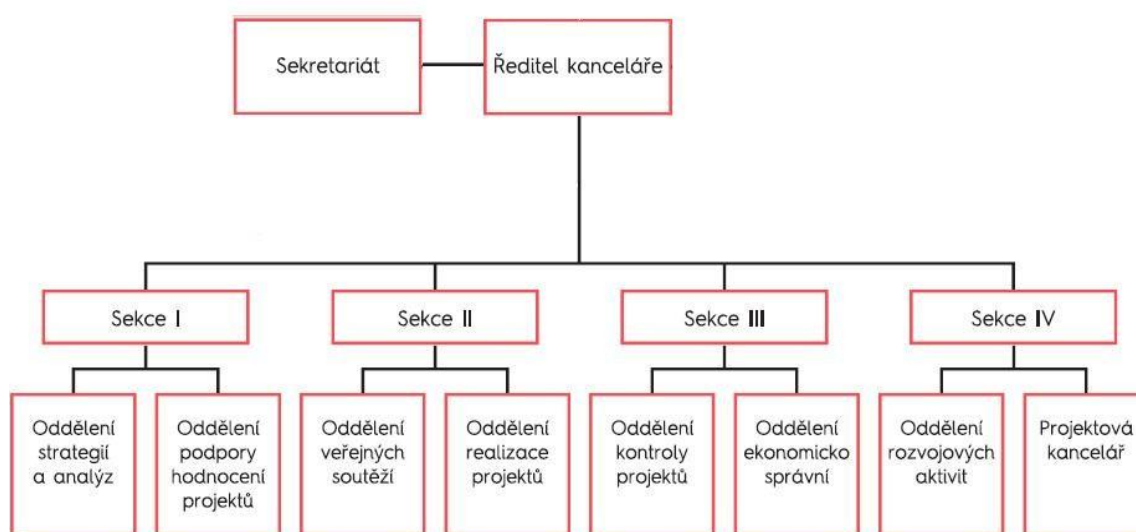 Sekretariát
Ředitel kanceláře
Sekce I
Sekce II
Sekce III
Sekce IV
Oddělení
strategií
a analýz
Oddělení
podpory
hodnocení
projektů
Oddělení
veřejných
soutěží
Oddělení
realizace
projektů
Oddělení
kontroly
projektů
Oddělení
ekonomicko
správní
Oddělení
rozvojových
aktivit
Projektová
kancelář